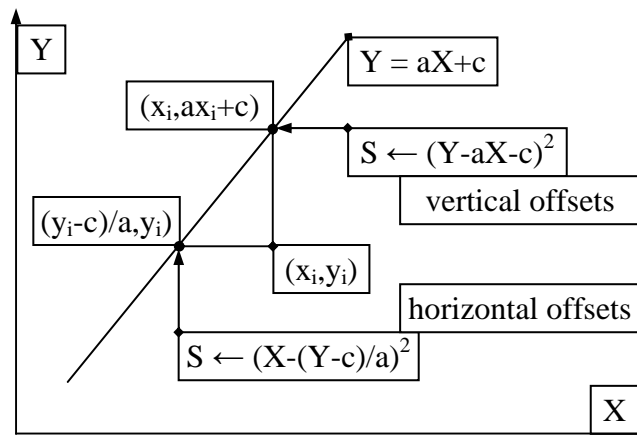 Y
Y = aX+c
(xᵢ,axᵢ+c)
S ← (Y-aX-c)²
vertical offsets
(yᵢ-c)/a,yᵢ)
(xᵢ,yᵢ)
horizontal offsets
S ← (X-(Y-c)/a)²
X